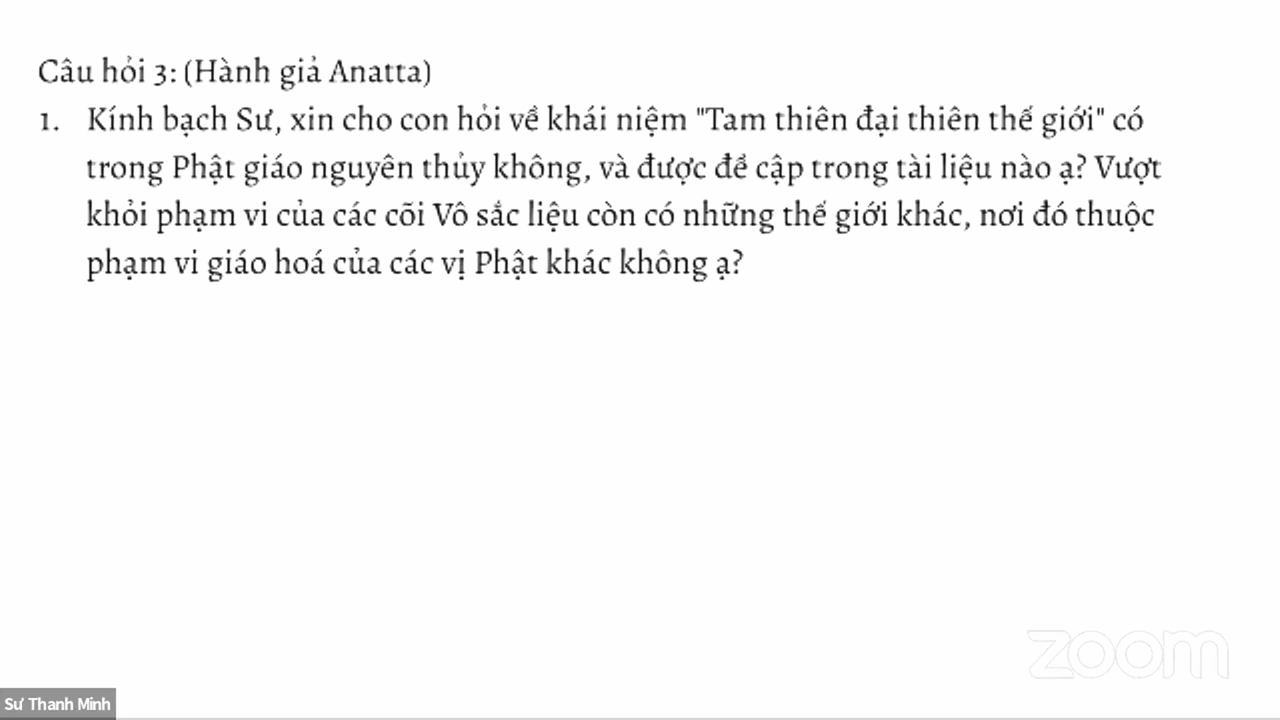 Câu hỏi 3: (Hành giả Anatta)
1. Kính bạch Sư, xin cho con hỏi về khái niệm "Tam thiên đại thiên thế giới" có
trong Phật giáo nguyên thủy không, và được đề cập trong tài liệu nào ạ? Vượt
khỏi phạm vi của các cõi Vô sắc liệu còn có những thế giới khác, nơi đó thuộc
phạm vi giáo hoá của các vị Phật khác không ạ?
zoom
Sư Thanh Minh